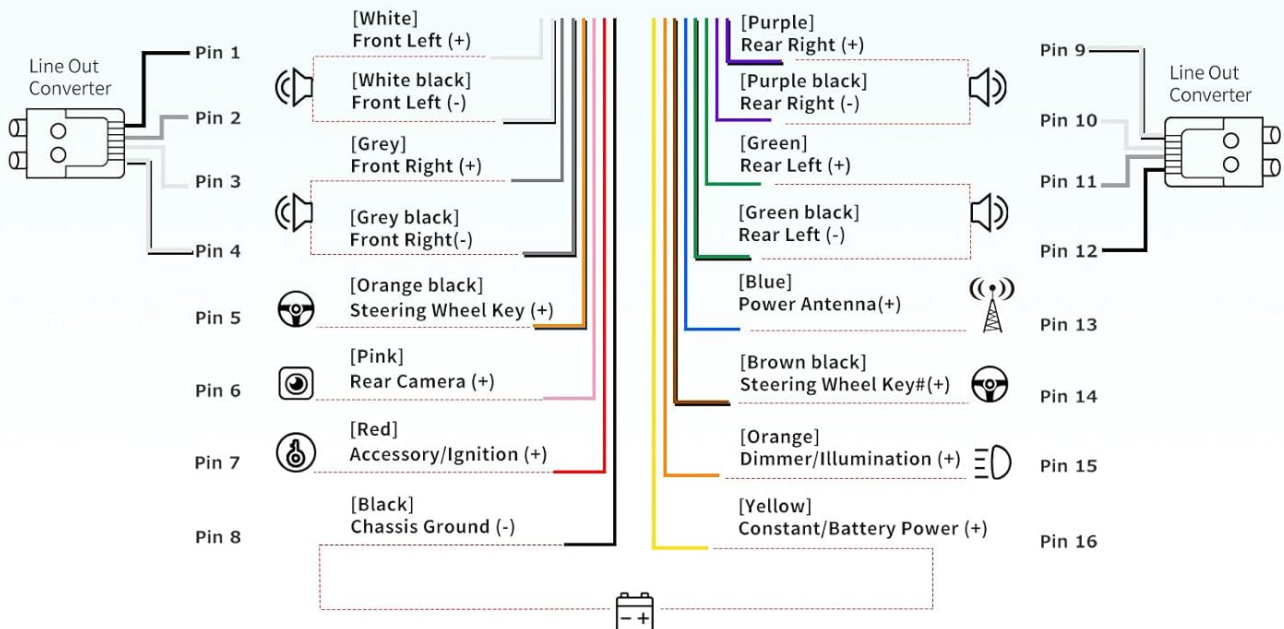 Line Out
Converter
Pin 1
Pin 2
Pin 3
Pin 4
Pin 5
Pin 6
Pin 7
Pin 8
[White]
Front Left (+)
[White black]
Front Left (-)
[Grey]
Front Right (+)
[Grey black]
Front Right(-)
[Orange black]
Steering Wheel Key (+)
[Pink]
Rear Camera (+)
[Red]
Accessory/Ignition (+)
[Black]
Chassis Ground (-)
[Purple]
Rear Right (+)
[Purple black]
Rear Right (-)
[Green]
Rear Left (+)
[Green black]
Rear Left (-)
[Blue]
Power Antenna(+)
[Brown black]
Steering Wheel Key#(+)
[Orange]
Dimmer/Illumination (+)
[Yellow]
Constant/Battery Power (+)
Pin 9
Pin 10
Pin 11
Pin 12
Pin 13
Pin 14
Pin 15
Pin 16
Line Out
Converter
- +